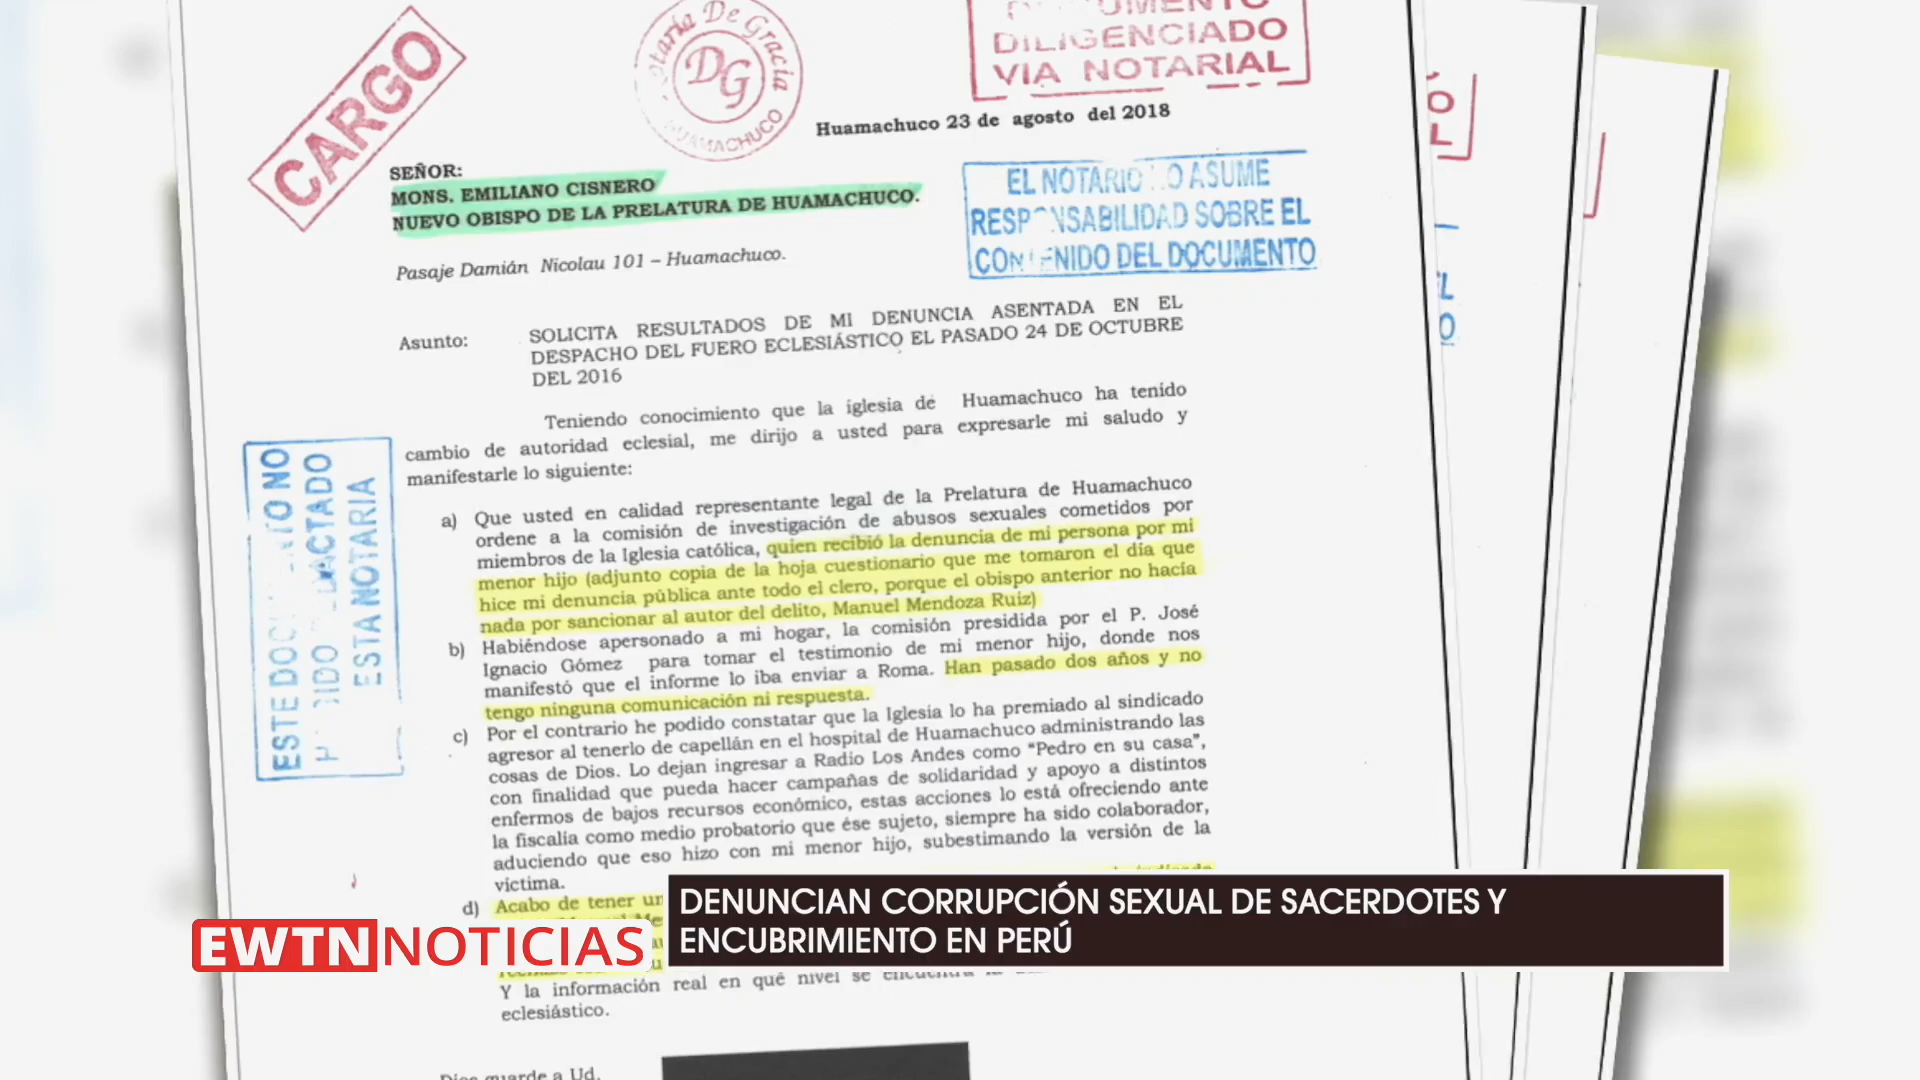 CARGO
Notaría De Gracia
DG
HUAMACHUCO
DILIGENCIADO
VIA NOTARIAL
Huamachuco 23 de agosto del 2018
SEÑOR:
MONS. EMILIANO CISNERO
NUEVO OBISPO DE LA PRELATURA DE HUAMACHUCO.
EL NOTARIO NO ASUME
RESPONSABILIDAD SOBRE EL
CONTENIDO DEL DOCUMENTO
Pasaje Damián Nicolau 101 – Huamachuco.
Asunto: SOLICITA RESULTADOS DE MI DENUNCIA ASENTADA EN EL
DESPACHO DEL FUERO ECLESIÁSTICO EL PASADO 24 DE OCTUBRE
DEL 2016
Teniendo conocimiento que la iglesia de Huamachuco ha tenido
cambio de autoridad eclesial, me dirijo a usted para expresarle mi saludo y
manifestarle lo siguiente:
ESTE DOCUMENTO NO
ESTA NOTARIA
a) Que usted en calidad representante legal de la Prelatura de Huamachuco
ordene a la comisión de investigación de abusos sexuales cometidos por
miembros de la Iglesia católica, quien recibió la denuncia de mi persona por mi
menor hijo (adjunto copia de la hoja cuestionario que me tomaron el día que
hice mi denuncia pública ante todo el clero, porque el obispo anterior no hacía
nada por sancionar al autor del delito, Manuel Mendoza Ruiz)
b) Habiéndose apersonado a mi hogar, la comisión presidida por el P. José
Ignacio Gómez para tomar el testimonio de mi menor hijo, donde nos
manifestó que el informe lo iba enviar a Roma. Han pasado dos años y no
tengo ninguna comunicación ni respuesta.
c) Por el contrario he podido constatar que la Iglesia lo ha premiado al sindicado
agresor al tenerlo de capellán en el hospital de Huamachuco administrando las
cosas de Dios. Lo dejan ingresar a Radio Los Andes como “Pedro en su casa”,
con finalidad que pueda hacer campañas de solidaridad y apoyo a distintos
enfermos de bajos recursos económico, estas acciones lo está ofreciendo ante
la fiscalía como medio probatorio que ése sujeto, siempre ha sido colaborador,
aduciendo que eso hizo con mi menor hijo, subestimando la versión de la
víctima.
d) Acabo de tener un
Y la información real en qué nivel se encuentra
eclesiástico.
Dios guarde a Ud.
EWTN NOTICIAS
DENUNCIAN CORRUPCIÓN SEXUAL DE SACERDOTES Y
ENCUBRIMIENTO EN PERÚ